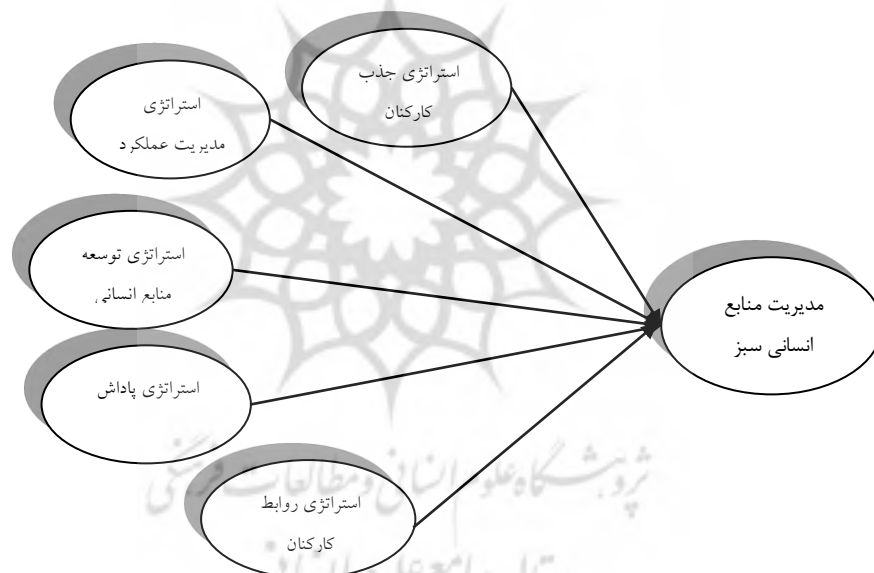 استراتژی جذب
کارکنان
استراتژی
مدیریت عملکرد
استراتژی توسعه
منابع انسانی
مدیریت منابع
انسانی سبز
استراتژی پاداش
استراتژی روابط
کارکنان
پژوهشگاه علوم انسانی و مطالعات فرهنگی